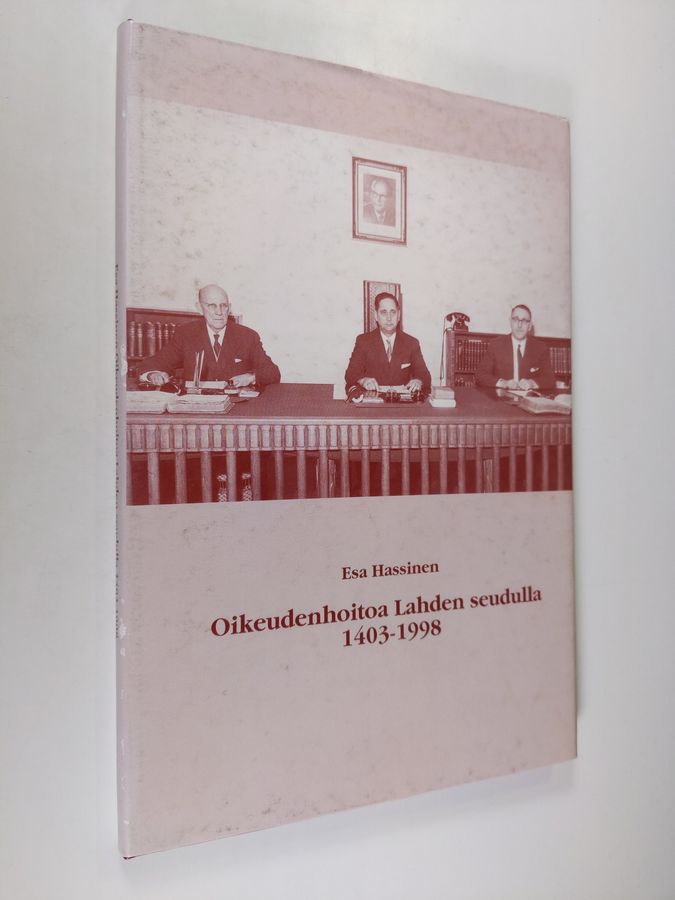 Esa Hassinen
Oikeudenhoitoa Lahden seudulla
1403-1998